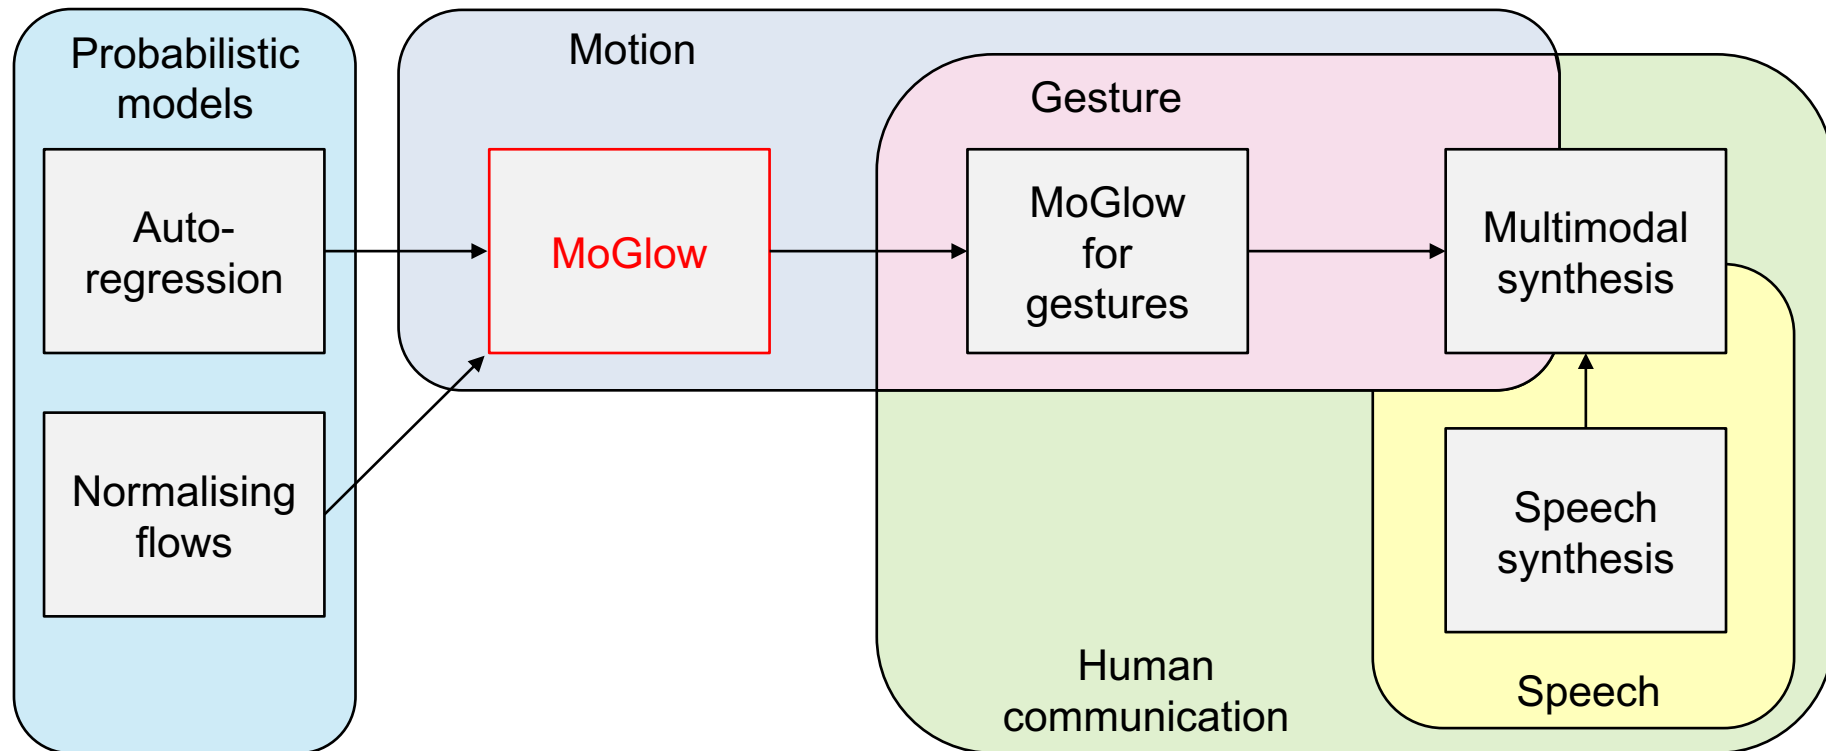 Probabilistic
models
Auto-
regression
Normalising
flows
Motion
MoGlow
Gesture
MoGlow
for
gestures
Multimodal
synthesis
Speech
synthesis
Speech
Human
communication